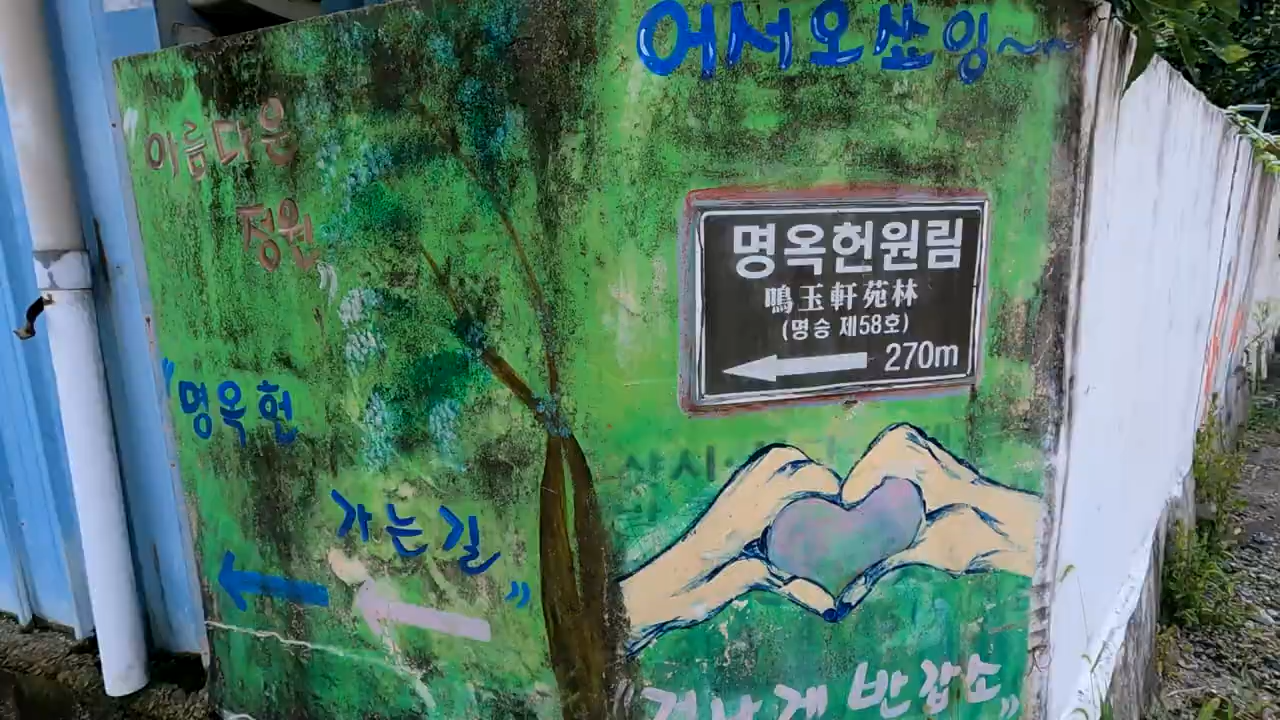 어서오쑈잉~~
아름다운
정원
명옥헌원림
鳴玉軒苑林
(명승 제58호)
270m
"명옥헌
가는길"
반갑소"